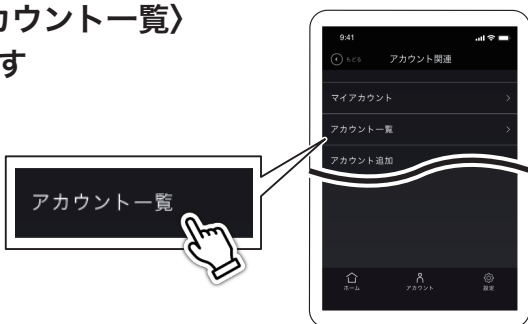 カウント一覧〉
す
9:41
もどる
アカウント関連
マイアカウント
アカウント一覧
アカウント追加
アカウント一覧
ホーム
アカウント
設定